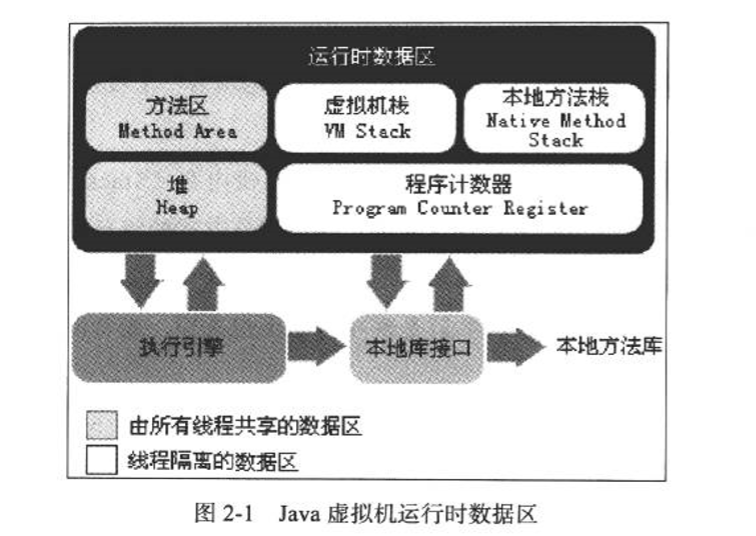 运行时数据区
方法区
Method Area
虚拟机栈
VM Stack
本地方法栈
Native Method
Stack
堆
Heap
程序计数器
Program Counter Register
执行引擎
本地库接口
本地方法库
由所有线程共享的数据区
线程隔离的数据区
图 2-1 Java 虚拟机运行时数据区